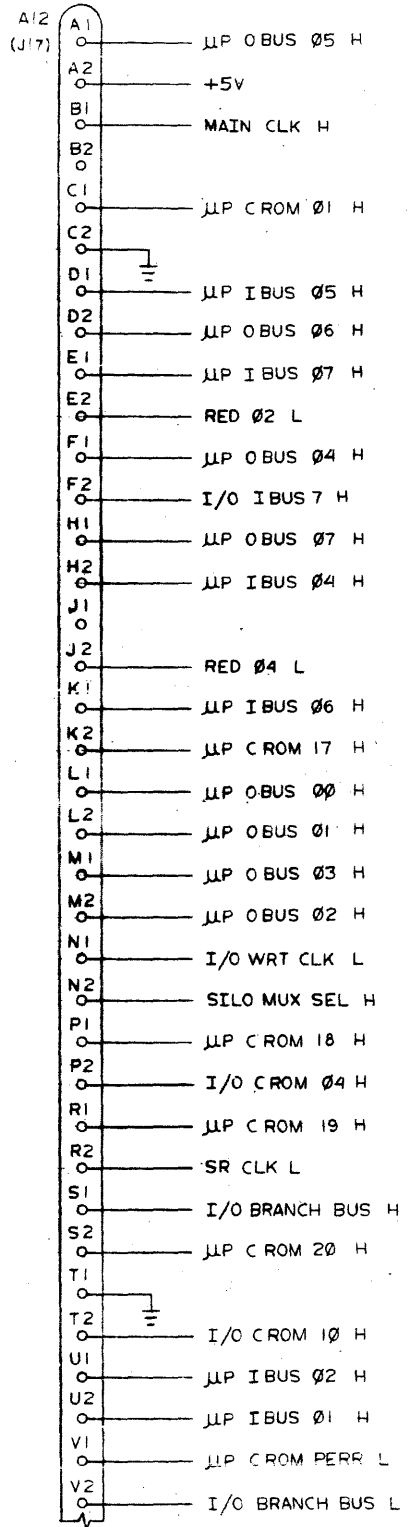 A12
(J17)
A1 µP OBUS Ø5 H
A2 +5V
B1 MAIN CLK H
B2
C1 µP CROM Ø1 H
C2
D1 µP IBUS Ø5 H
D2 µP OBUS Ø6 H
E1 µP IBUS Ø7 H
E2 RED Ø2 L
F1 µP OBUS Ø4 H
F2 I/O IBUS 7 H
H1 µP OBUS Ø7 H
H2 µP IBUS Ø4 H
J1
J2 RED Ø4 L
K1 µP IBUS Ø6 H
K2 µP CROM 17 H
L1 µP OBUS ØØ H
L2 µP OBUS Ø1 H
M1 µP OBUS Ø3 H
M2 µP OBUS Ø2 H
N1 I/O WRT CLK L
N2 SILO MUX SEL H
P1 µP CROM 18 H
P2 I/O CROM Ø4 H
R1 µP CROM 19 H
R2 SR CLK L
S1 I/O BRANCH BUS H
S2 µP CROM 20 H
T1
T2 I/O CROM 1Ø H
U1 µP IBUS Ø2 H
U2 µP IBUS Ø1 H
V1 µP CROM PERR L
V2 I/O BRANCH BUS L